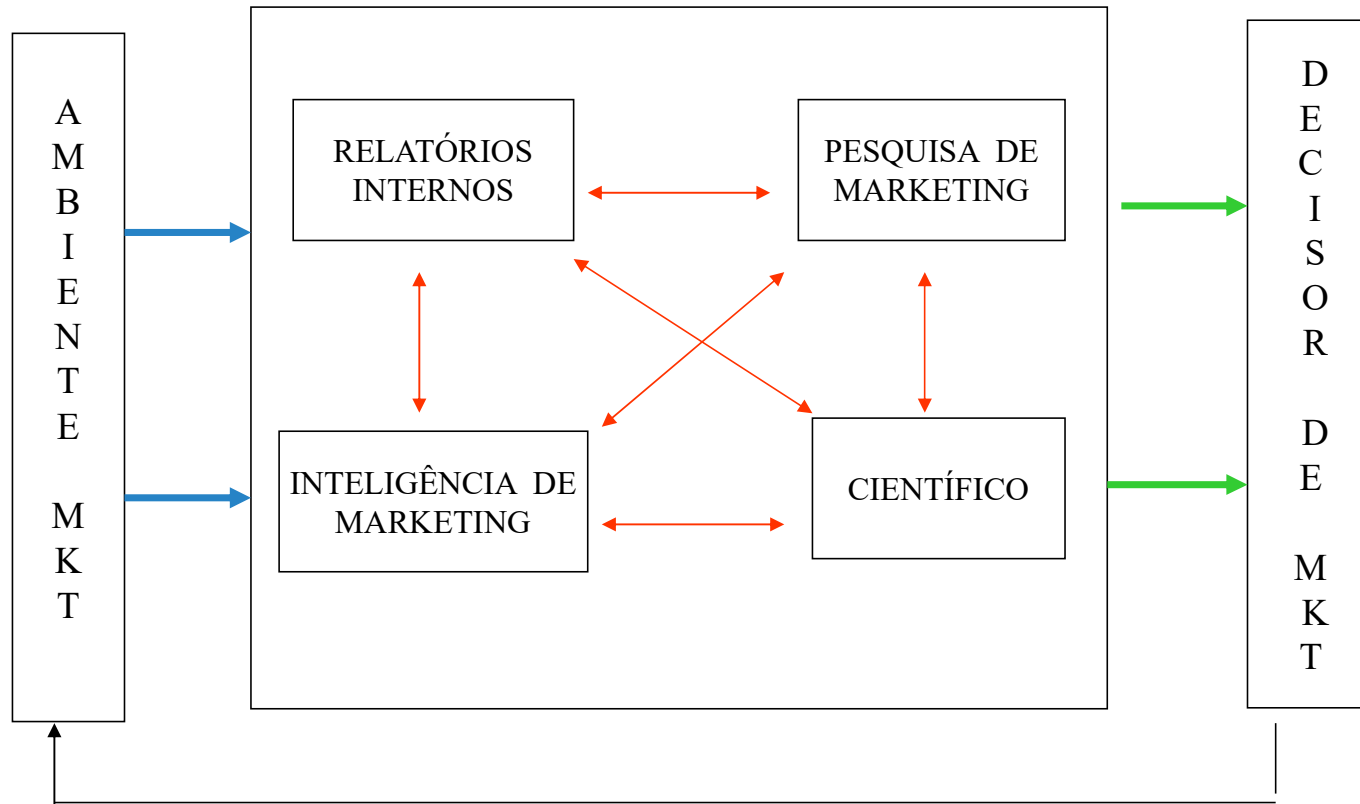 AMBIENTE MKT
RELATÓRIOS
INTERNOS
PESQUISA DE
MARKETING
INTELIGÊNCIA DE
MARKETING
CIENTÍFICO
DECISOR DE MKT